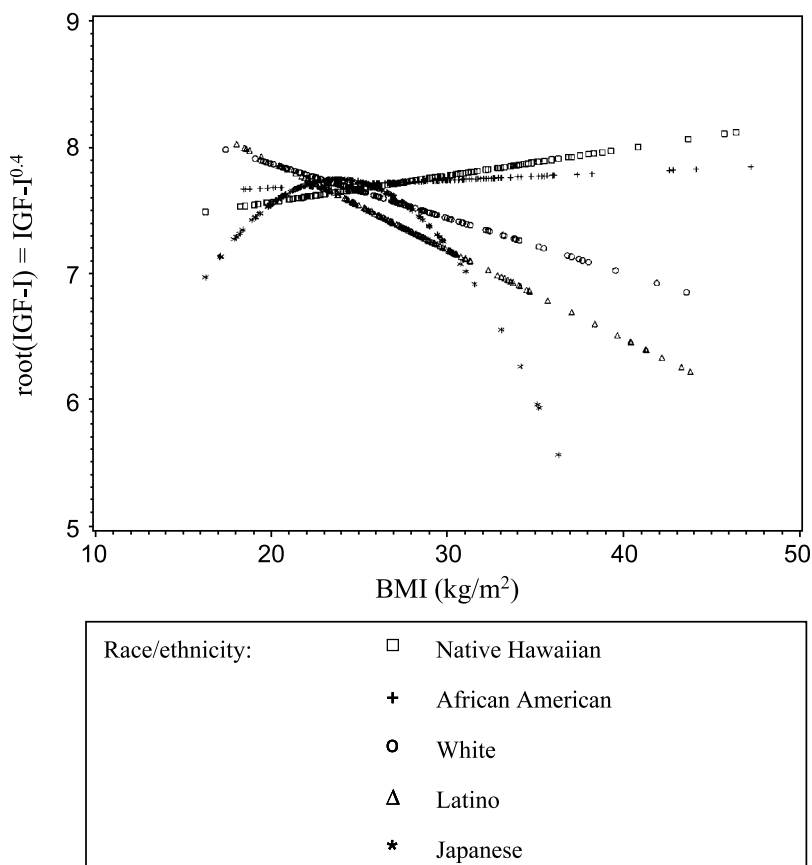 9
8
7
6
5
root(IGF-I) = IGF-I^0.4
10 20 30 40 50
BMI (kg/m²)
Race/ethnicity:
Native Hawaiian
African American
White
Latino
Japanese